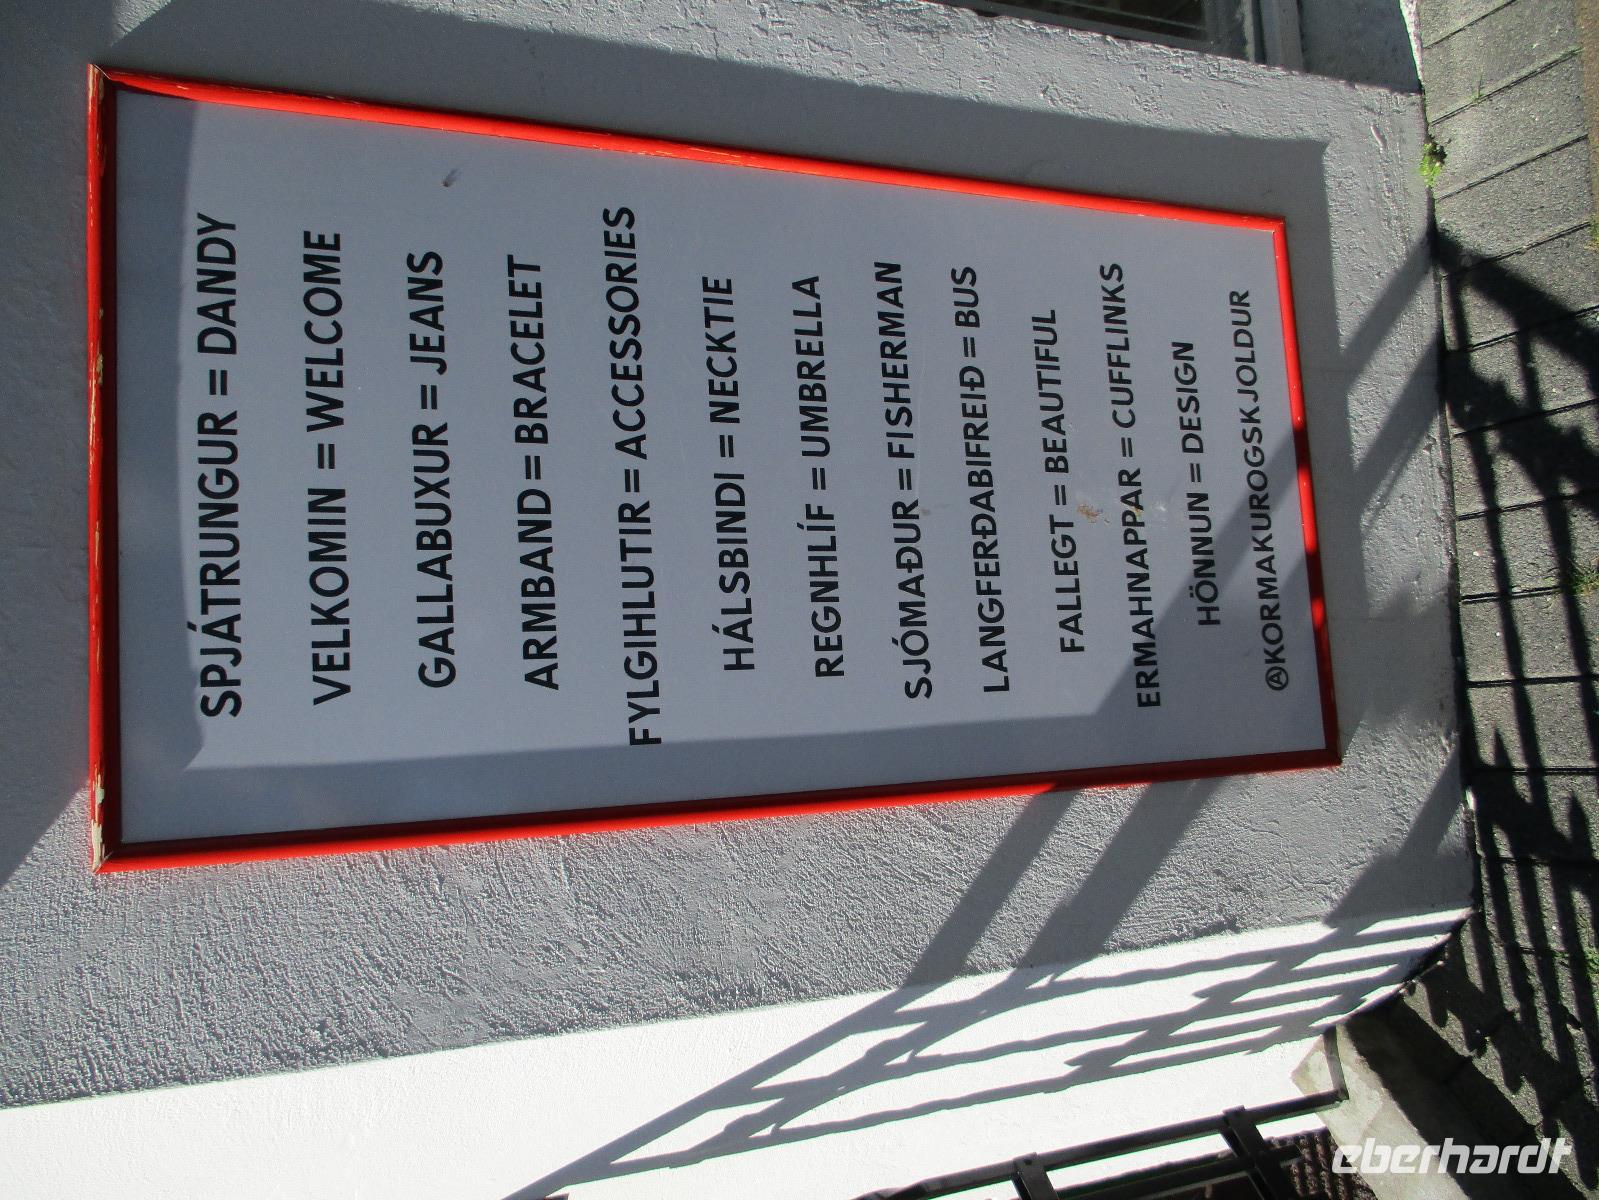 SPJÁTRUNGUR = DANDY
VELKOMIN = WELCOME
GALLABUXUR = JEANS
ARMBAND = BRACELET
FYLGIHLUTIR = ACCESSORIES
HÁLSBINDI = NECKTIE
REGNHLÍF = UMBRELLA
SJÓMAÐUR = FISHERMAN
LANGFERÐABIFREIÐ = BUS
FALLEGT = BEAUTIFUL
ERMAHNAPPAR = CUFFLINKS
HÖNNUN = DESIGN
ⒶKORMAKUROGSKJOLDUR
eberhardt